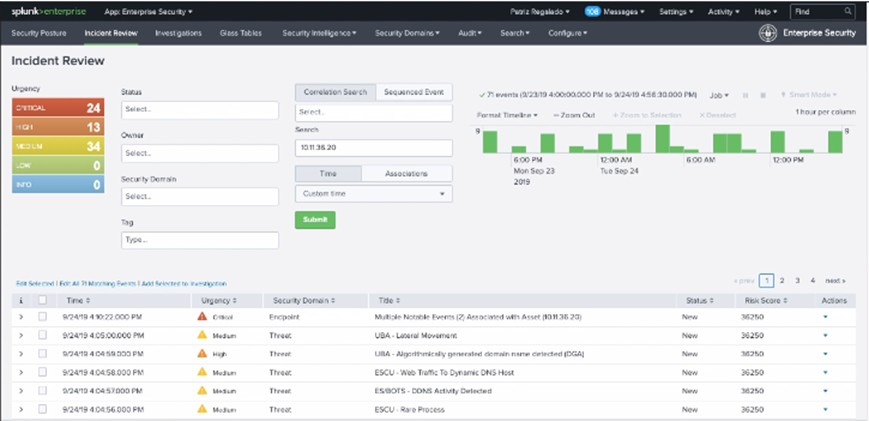 splunk>enterprise App: Enterprise Security Patriz Regalado 108 Messages Settings Activity Help Find
Security Posture Incident Review Investigations Glass Tables Security Intelligence Security Domains Audit Search Configure Enterprise Security
Incident Review
Urgency
CRITICAL 24
HIGH 13
MEDIUM 34
LOW 0
INFO 0
Status
Select...
Owner
Select...
Security Domain
Select...
Tag
Type...
Correlation Search Sequenced Event
Select...
Search
10.11.36.20
Time Associations
Custom time
Submit
71 events (9/23/19 4:00:00.000 PM to 9/24/19 4:56:30.000 PM) Job Smart Mode
Format Timeline – Zoom Out + Zoom to Selection × Deselect 1 hour per column
9 9
6:00 PM 12:00 AM 6:00 AM 12:00 PM
Mon Sep 23 Tue Sep 24
2019
Edit Selected | Edit All 71 Matching Events | Add Selected to Investigation
« prev 1 2 3 4 next »
i Time Urgency Security Domain Title Status Risk Score Actions
> 9/24/19 4:10:22.000 PM Critical Endpoint Multiple Notable Events (2) Associated with Asset (10.11.36.20) New 36250
> 9/24/19 4:05:00.000 PM Medium Threat UBA - Lateral Movement New 36250
> 9/24/19 4:04:59.000 PM High Threat UBA - Algorithmically generated domain name detected (DGA) New 36250
> 9/24/19 4:04:58.000 PM Medium Threat ESCU - Web Traffic To Dynamic DNS Host New 36250
> 9/24/19 4:04:57.000 PM Medium Threat ES/BOTS - DDNS Activity Detected New 36250
> 9/24/19 4:04:56.000 PM Medium Threat ESCU - Rare Process New 36250